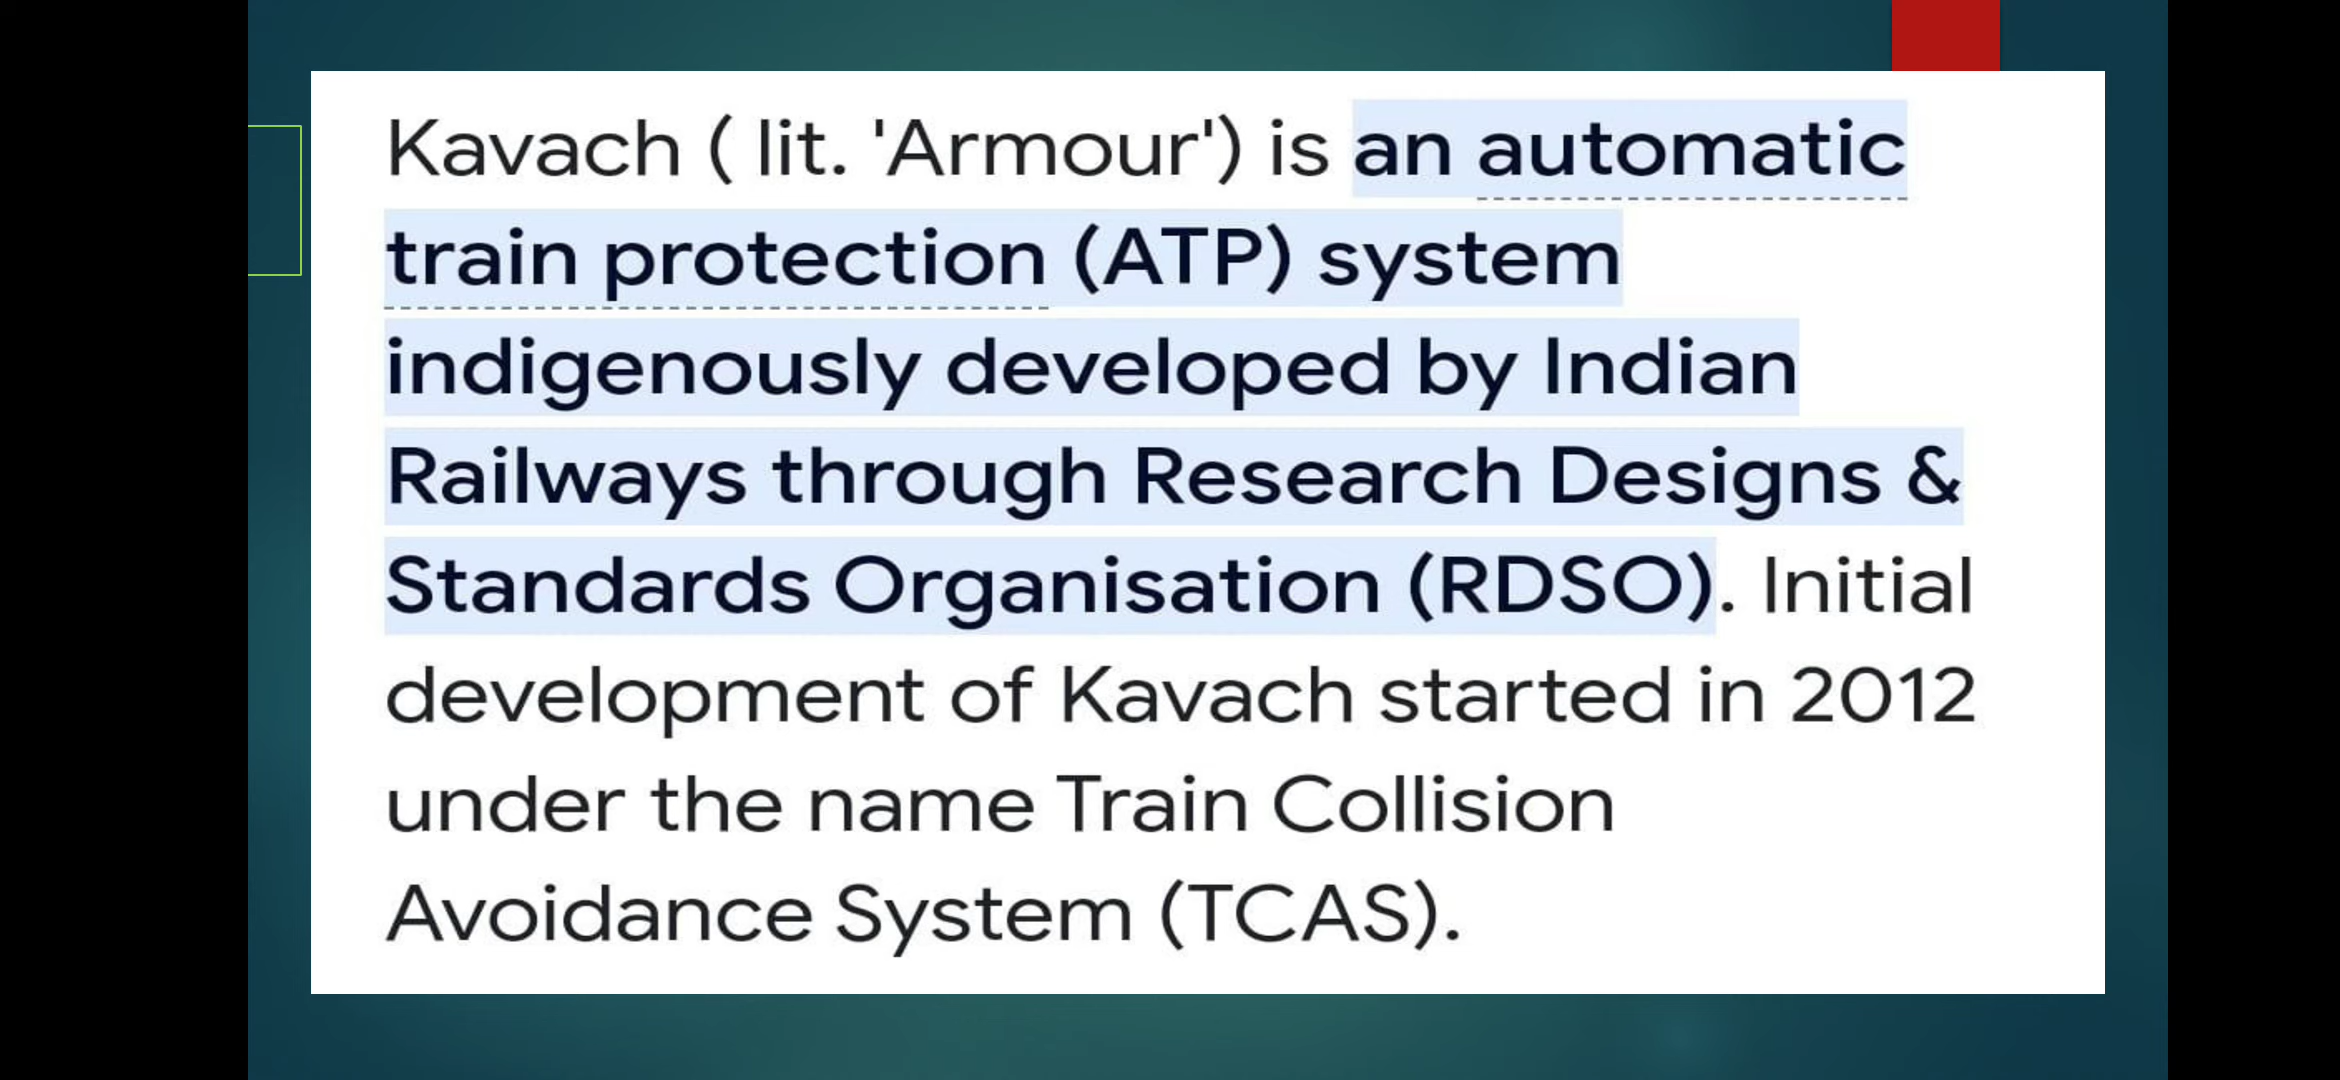 Kavach ( lit. 'Armour') is an automatic
train protection (ATP) system
indigenously developed by Indian
Railways through Research Designs &
Standards Organisation (RDSO). Initial
development of Kavach started in 2012
under the name Train Collision
Avoidance System (TCAS).